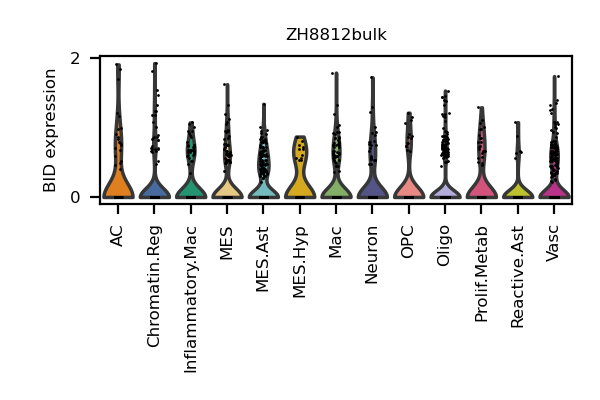 ZH8812bulk
BID expression
2
0
AC
Chromatin.Reg
Inflammatory.Mac
MES
MES.Ast
MES.Hyp
Mac
Neuron
OPC
Oligo
Prolif.Metab
Reactive.Ast
Vasc